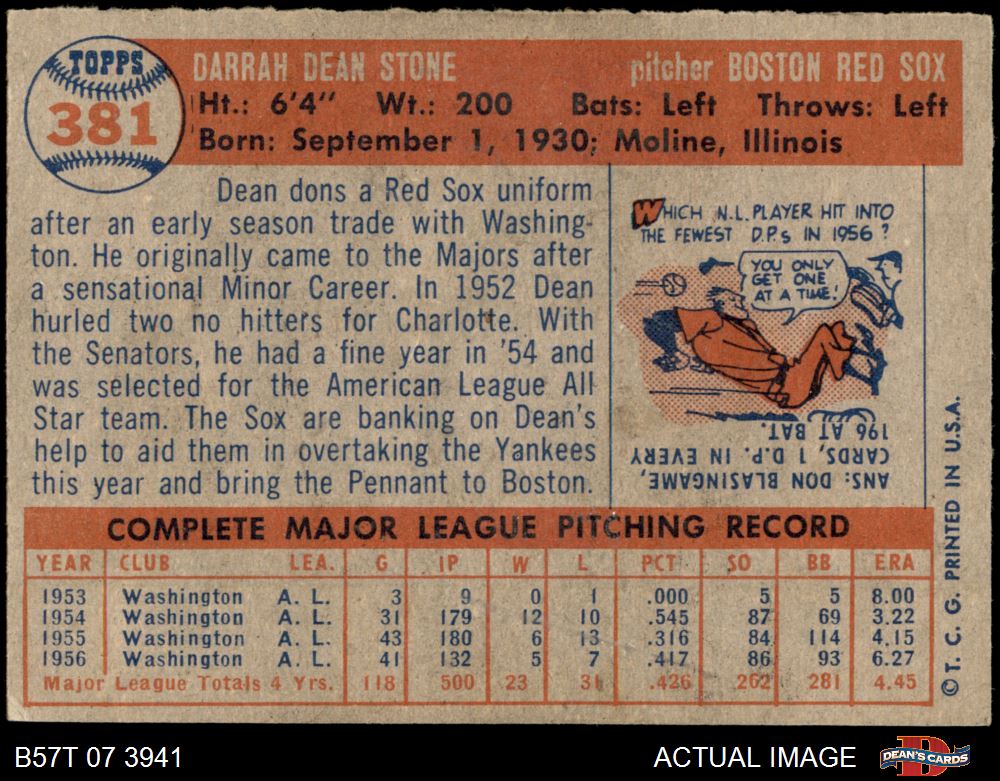 TOPPS
381
DARRAH DEAN STONE pitcher BOSTON RED SOX
Ht.: 6'4" Wt.: 200 Bats: Left Throws: Left
Born: September 1, 1930; Moline, Illinois
Dean dons a Red Sox uniform
after an early season trade with Washing-
ton. He originally came to the Majors after
a sensational Minor Career. In 1952 Dean
hurled two no hitters for Charlotte. With
the Senators, he had a fine year in '54 and
was selected for the American League All
Star team. The Sox are banking on Dean's
help to aid them in overtaking the Yankees
this year and bring the Pennant to Boston.
WHICH N.L. PLAYER HIT INTO
THE FEWEST D.P.s IN 1956?
YOU ONLY
GET ONE
AT A TIME!
ANS: DON BLASINGAME,
CARDS, 1 D.P. IN EVERY
196 AT BAT.
COMPLETE MAJOR LEAGUE PITCHING RECORD
YEAR CLUB LEA. G IP W L PCT SO BB ERA
1953 Washington A. L. 3 9 0 1 .000 5 5 8.00
1954 Washington A. L. 31 179 12 10 .545 87 69 3.22
1955 Washington A. L. 43 180 6 13 .316 84 114 4.15
1956 Washington A. L. 41 132 5 7 .417 86 93 6.27
Major League Totals 4 Yrs. 118 500 23 31 .426 262 281 4.45
© T. C. G. PRINTED IN U.S.A.
B57T 07 3941 ACTUAL IMAGE DEAN'S CARDS